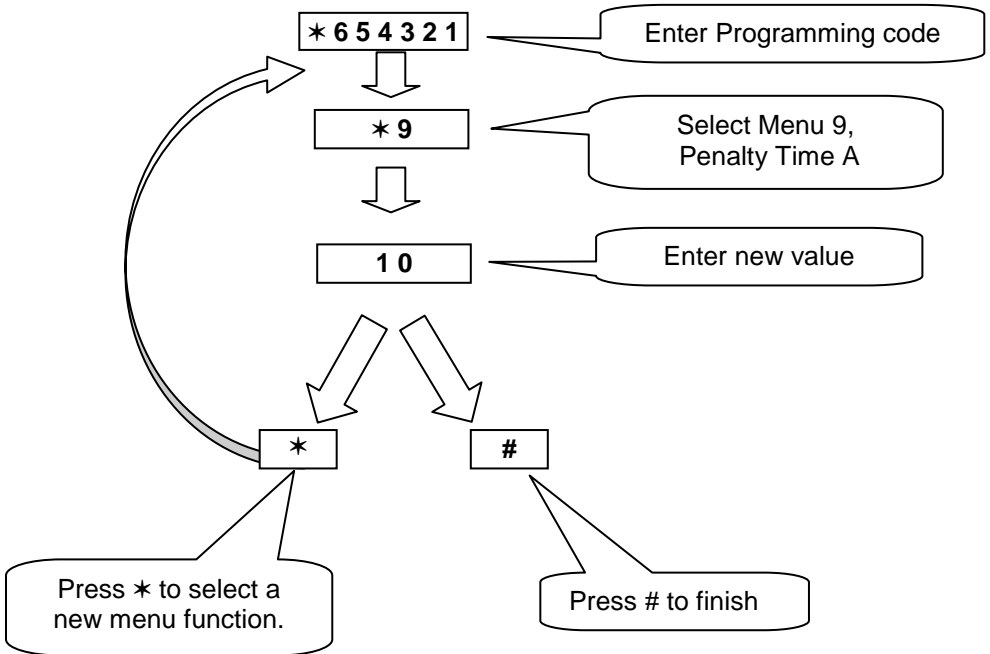 ✶ 6 5 4 3 2 1
Enter Programming code
✶ 9
Select Menu 9,
Penalty Time A
1 0
Enter new value
✶
#
Press ✶ to select a
new menu function.
Press # to finish